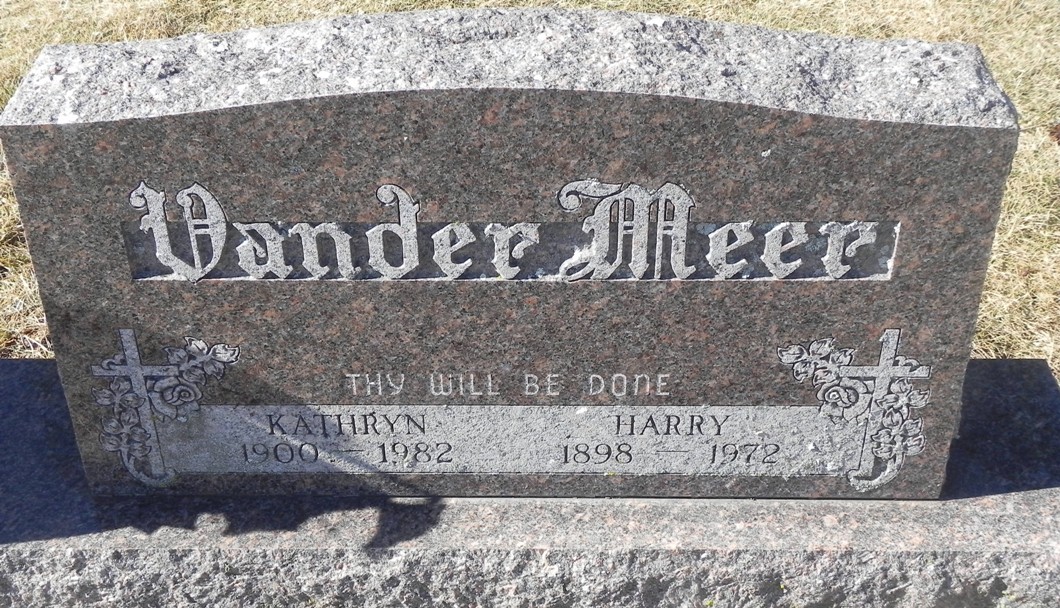 Vander Meer
THY WILL BE DONE
KATHRYN HARRY
1900 — 1982 1898 — 1972